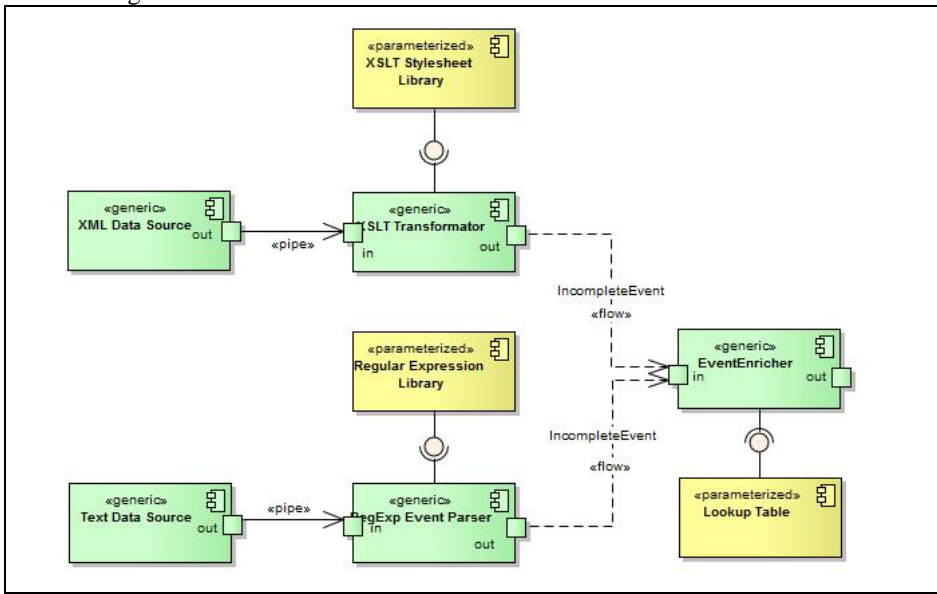 «parameterized»
XSLT Stylesheet
Library
«generic»
XML Data Source
out
«pipe»
«generic»
XSLT Transformator
in
out
IncompleteEvent
«flow»
«parameterized»
Regular Expression
Library
«generic»
EventEnricher
in
out
IncompleteEvent
«flow»
«generic»
Text Data Source
out
«pipe»
«generic»
RegExp Event Parser
in
out
«parameterized»
Lookup Table